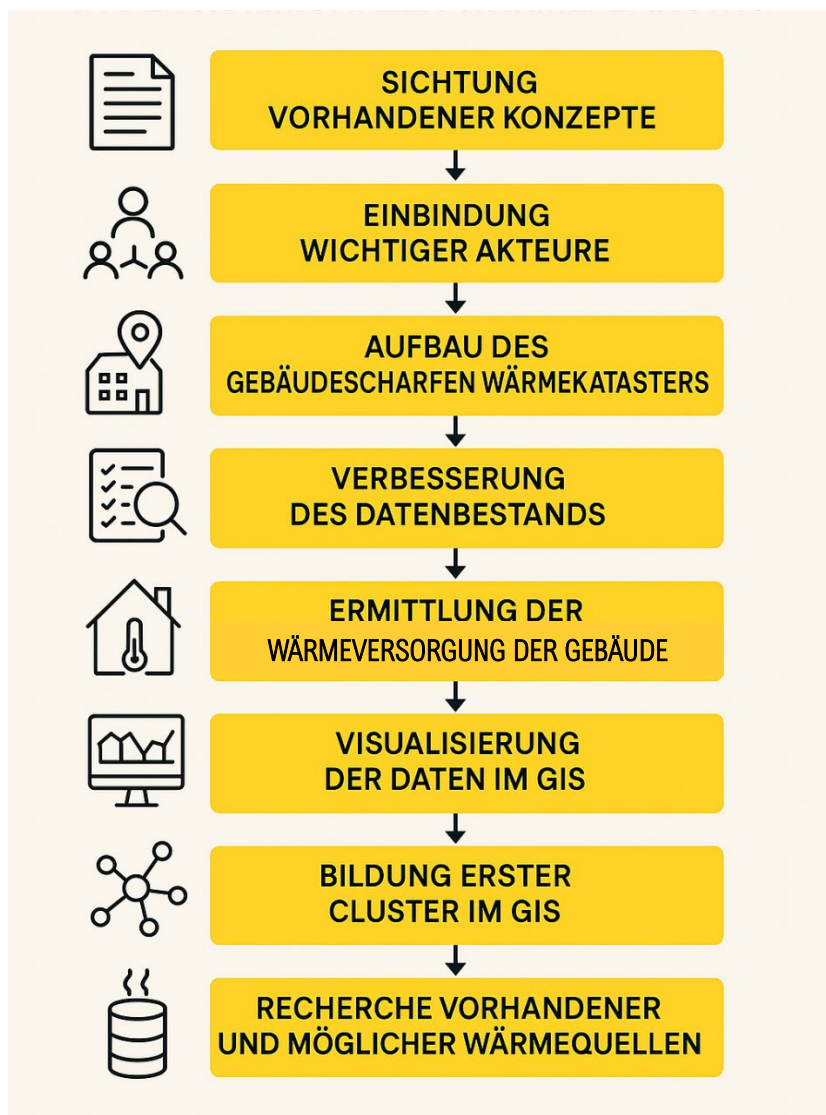 SICHTUNG
VORHANDENER KONZEPTE
EINBINDUNG
WICHTIGER AKTEURE
AUFBAU DES
GEBÄUDESCHARFEN WÄRMEKATASTERS
VERBESSERUNG
DES DATENBESTANDS
ERMITTLUNG DER
WÄRMEVERSORGUNG DER GEBÄUDE
VISUALISIERUNG
DER DATEN IM GIS
BILDUNG ERSTER
CLUSTER IM GIS
RECHERCHE VORHANDENER
UND MÖGLICHER WÄRMEQUELLEN